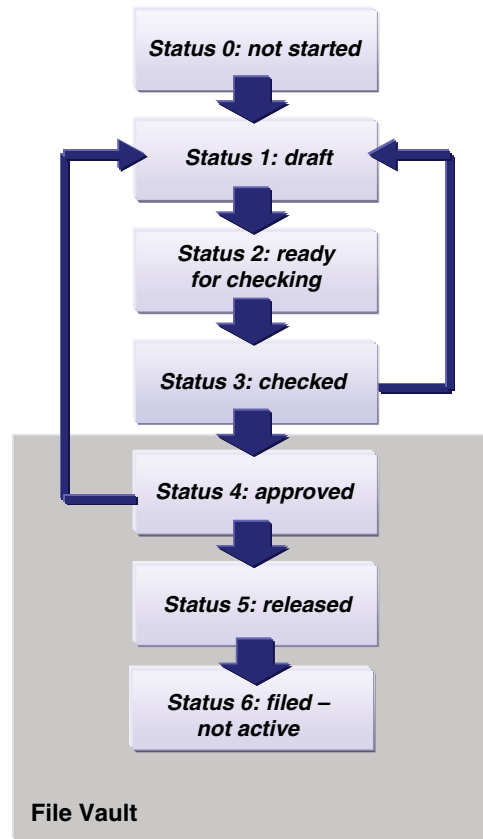 Status 0: not started
Status 1: draft
Status 2: ready
for checking
Status 3: checked
Status 4: approved
Status 5: released
Status 6: filed –
not active
File Vault